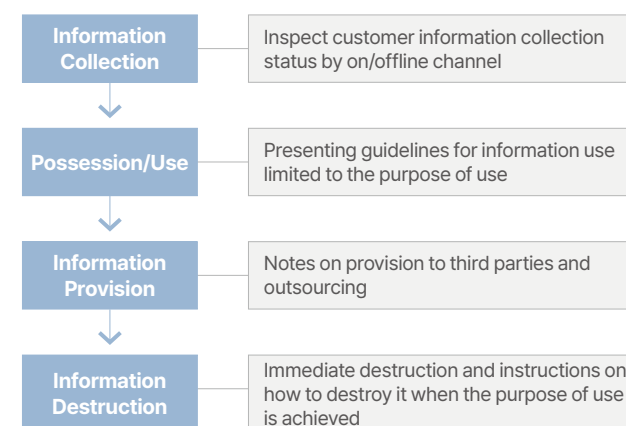 Information
Collection
Inspect customer information collection
status by on/offline channel
Possession/Use
Presenting guidelines for information use
limited to the purpose of use
Information
Provision
Notes on provision to third parties and
outsourcing
Information
Destruction
Immediate destruction and instructions on
how to destroy it when the purpose of use
is achieved